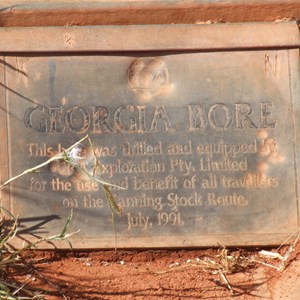 GEORGIA BORE
This bore was drilled and equipped by
Exploration Pty. Limited
for the use and benefit of all travellers
on the Canning Stock Route.
July, 1991.